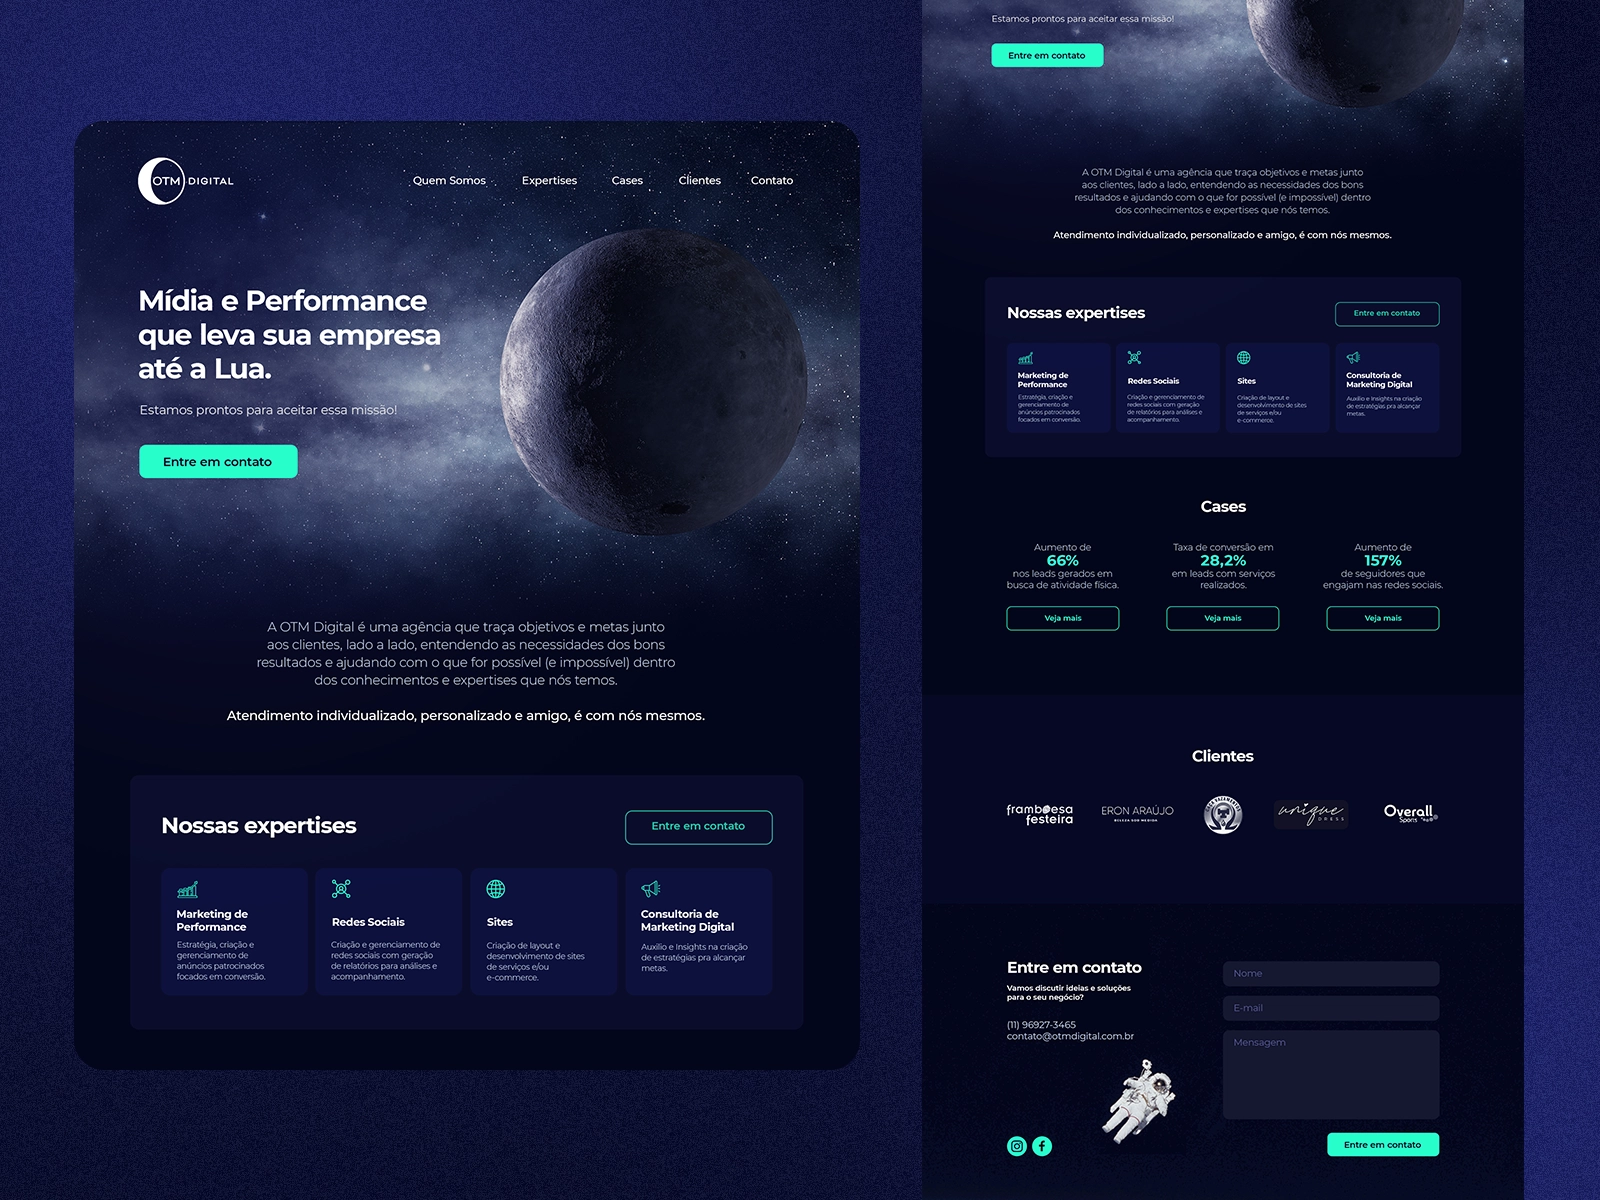 OTM DIGITAL
Quem Somos
Expertises
Cases
Clientes
Contato
Mídia e Performance
que leva sua empresa
até a Lua.
Estamos prontos para aceitar essa missão!
Entre em contato
A OTM Digital é uma agência que traça objetivos e metas junto
aos clientes, lado a lado, entendendo as necessidades dos bons
resultados e ajudando com o que for possível (e impossível) dentro
dos conhecimentos e expertises que nós temos.
Atendimento individualizado, personalizado e amigo, é com nós mesmos.
Nossas expertises
Entre em contato
Marketing de
Performance
Estratégia, criação e
gerenciamento de
anúncios patrocinados
focados em conversão.
Redes Sociais
Criação e gerenciamento de
redes sociais com geração
de relatórios para análises e
acompanhamento.
Sites
Criação de layout e
desenvolvimento de sites
de serviços e/ou
e-commerce.
Consultoria de
Marketing Digital
Auxilio e Insights na criação
de estratégias pra alcançar
metas.
Estamos prontos para aceitar essa missão!
Entre em contato
A OTM Digital é uma agência que traça objetivos e metas junto
aos clientes, lado a lado, entendendo as necessidades dos bons
resultados e ajudando com o que for possível (e impossível) dentro
dos conhecimentos e expertises que nós temos.
Atendimento individualizado, personalizado e amigo, é com nós mesmos.
Nossas expertises
Entre em contato
Marketing de
Performance
Estratégia, criação e
gerenciamento de
anúncios patrocinados
focados em conversão.
Redes Sociais
Criação e gerenciamento de
redes sociais com geração
de relatórios para análises e
acompanhamento.
Sites
Criação de layout e
desenvolvimento de sites
de serviços e/ou
e-commerce.
Consultoria de
Marketing Digital
Auxilio e Insights na criação
de estratégias pra alcançar
metas.
Cases
Aumento de
66%
nos leads gerados em
busca de atividade física.
Veja mais
Taxa de conversão em
28,2%
em leads com serviços
realizados.
Veja mais
Aumento de
157%
de seguidores que
engajam nas redes sociais.
Veja mais
Clientes
framboesa
festeira
ERON ARAÚJO
BELEZA SOB MEDIDA
unique
DRESS
Overall
Sports
Entre em contato
Vamos discutir ideias e soluções
para o seu negócio?
(11) 96927-3465
contato@otmdigital.com.br
Nome
E-mail
Mensagem
Entre em contato